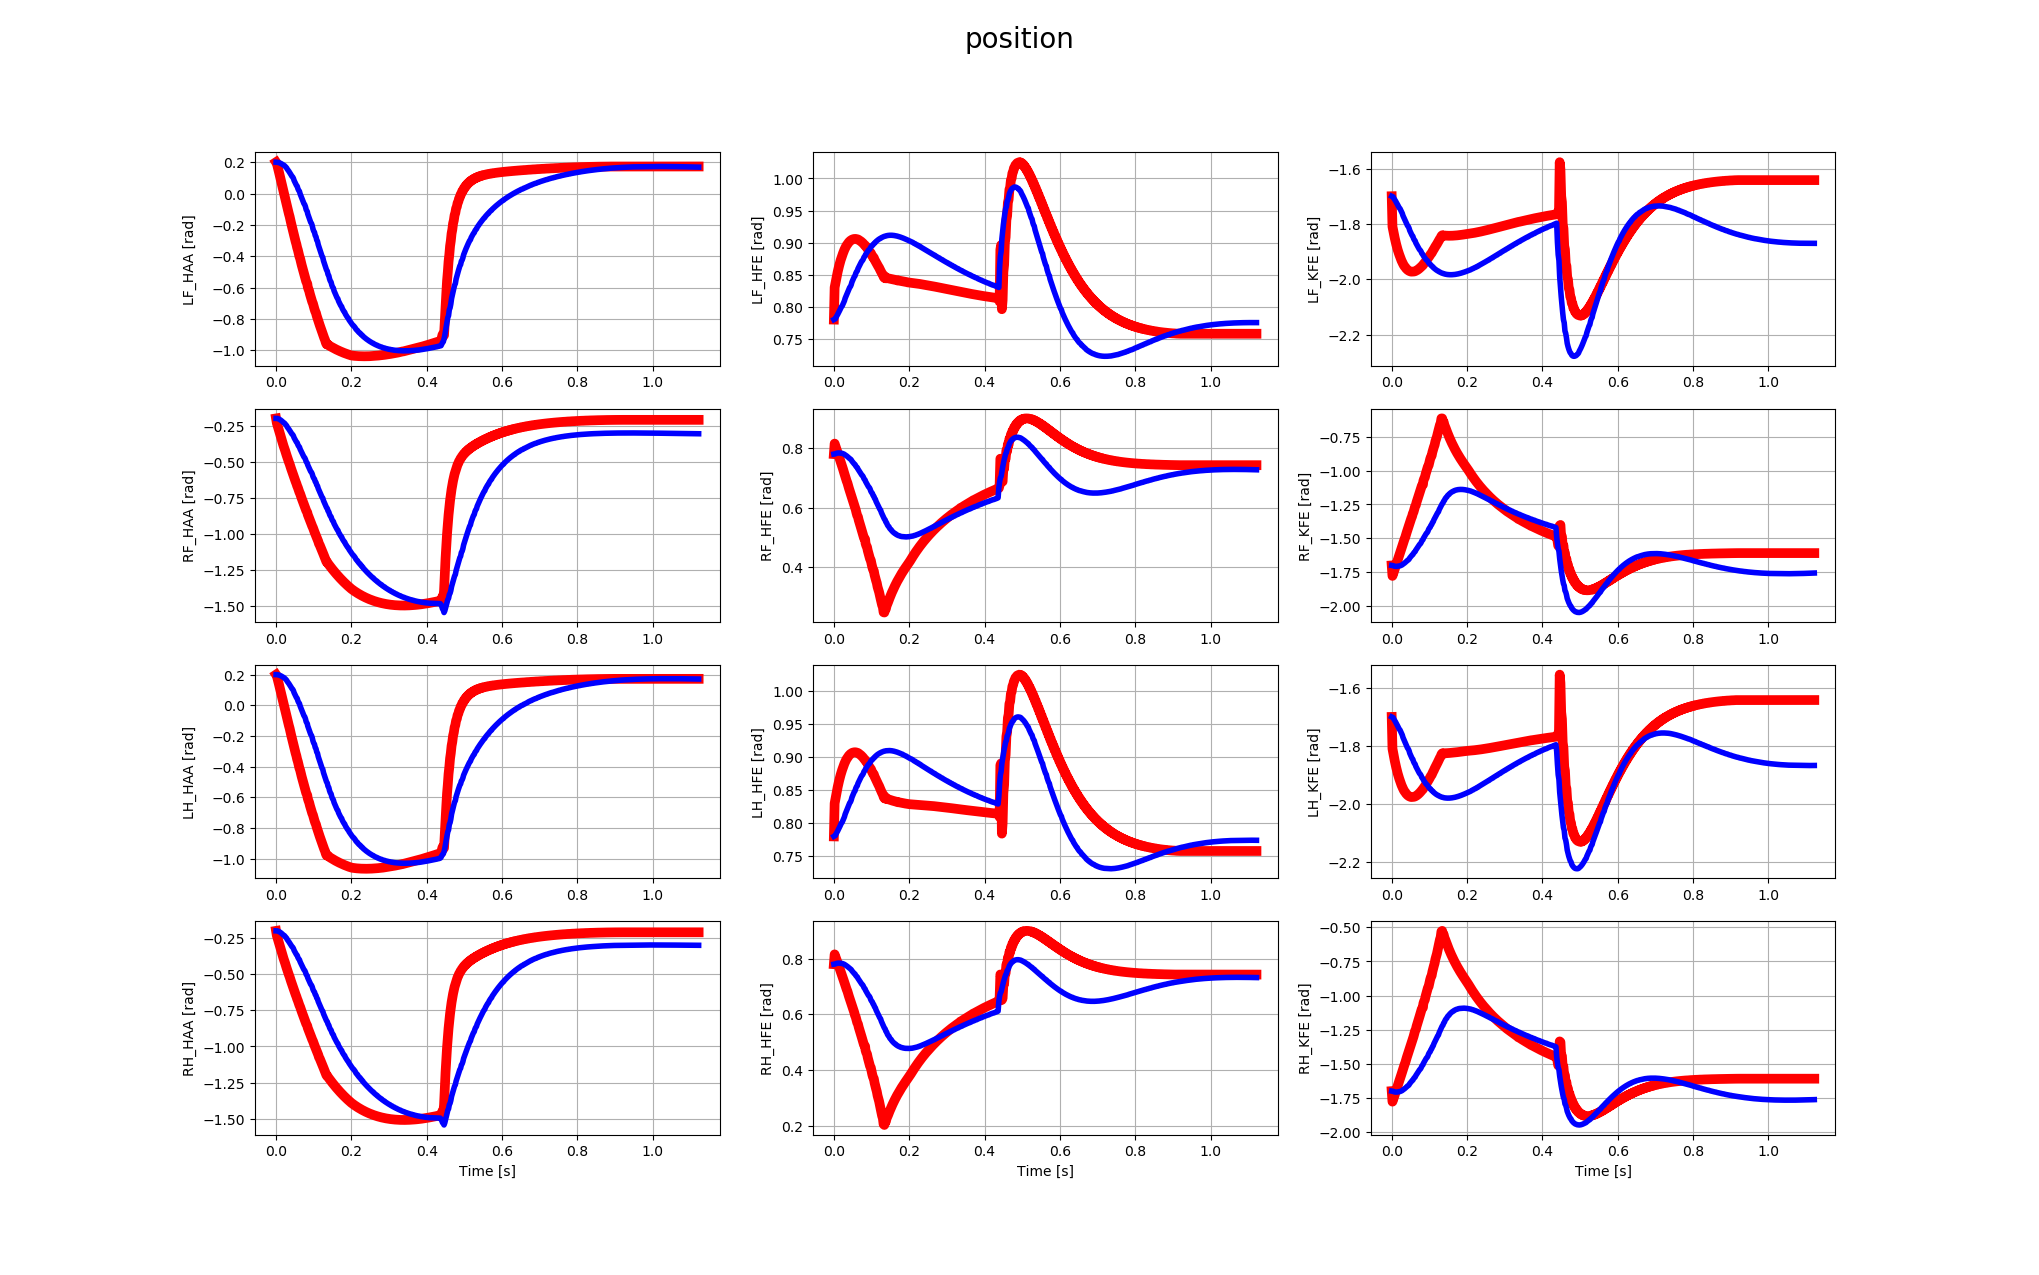 position
LF_HAA [rad]
0.2
0.0
−0.2
−0.4
−0.6
−0.8
−1.0
0.0 0.2 0.4 0.6 0.8 1.0
LF_HFE [rad]
1.00
0.95
0.90
0.85
0.80
0.75
0.0 0.2 0.4 0.6 0.8 1.0
LF_KFE [rad]
−1.6
−1.8
−2.0
−2.2
0.0 0.2 0.4 0.6 0.8 1.0
RF_HAA [rad]
−0.25
−0.50
−0.75
−1.00
−1.25
−1.50
0.0 0.2 0.4 0.6 0.8 1.0
RF_HFE [rad]
0.8
0.6
0.4
0.0 0.2 0.4 0.6 0.8 1.0
RF_KFE [rad]
−0.75
−1.00
−1.25
−1.50
−1.75
−2.00
0.0 0.2 0.4 0.6 0.8 1.0
LH_HAA [rad]
0.2
0.0
−0.2
−0.4
−0.6
−0.8
−1.0
0.0 0.2 0.4 0.6 0.8 1.0
LH_HFE [rad]
1.00
0.95
0.90
0.85
0.80
0.75
0.0 0.2 0.4 0.6 0.8 1.0
LH_KFE [rad]
−1.6
−1.8
−2.0
−2.2
0.0 0.2 0.4 0.6 0.8 1.0
RH_HAA [rad]
−0.25
−0.50
−0.75
−1.00
−1.25
−1.50
0.0 0.2 0.4 0.6 0.8 1.0
Time [s]
RH_HFE [rad]
0.8
0.6
0.4
0.2
0.0 0.2 0.4 0.6 0.8 1.0
Time [s]
RH_KFE [rad]
−0.50
−0.75
−1.00
−1.25
−1.50
−1.75
−2.00
0.0 0.2 0.4 0.6 0.8 1.0
Time [s]